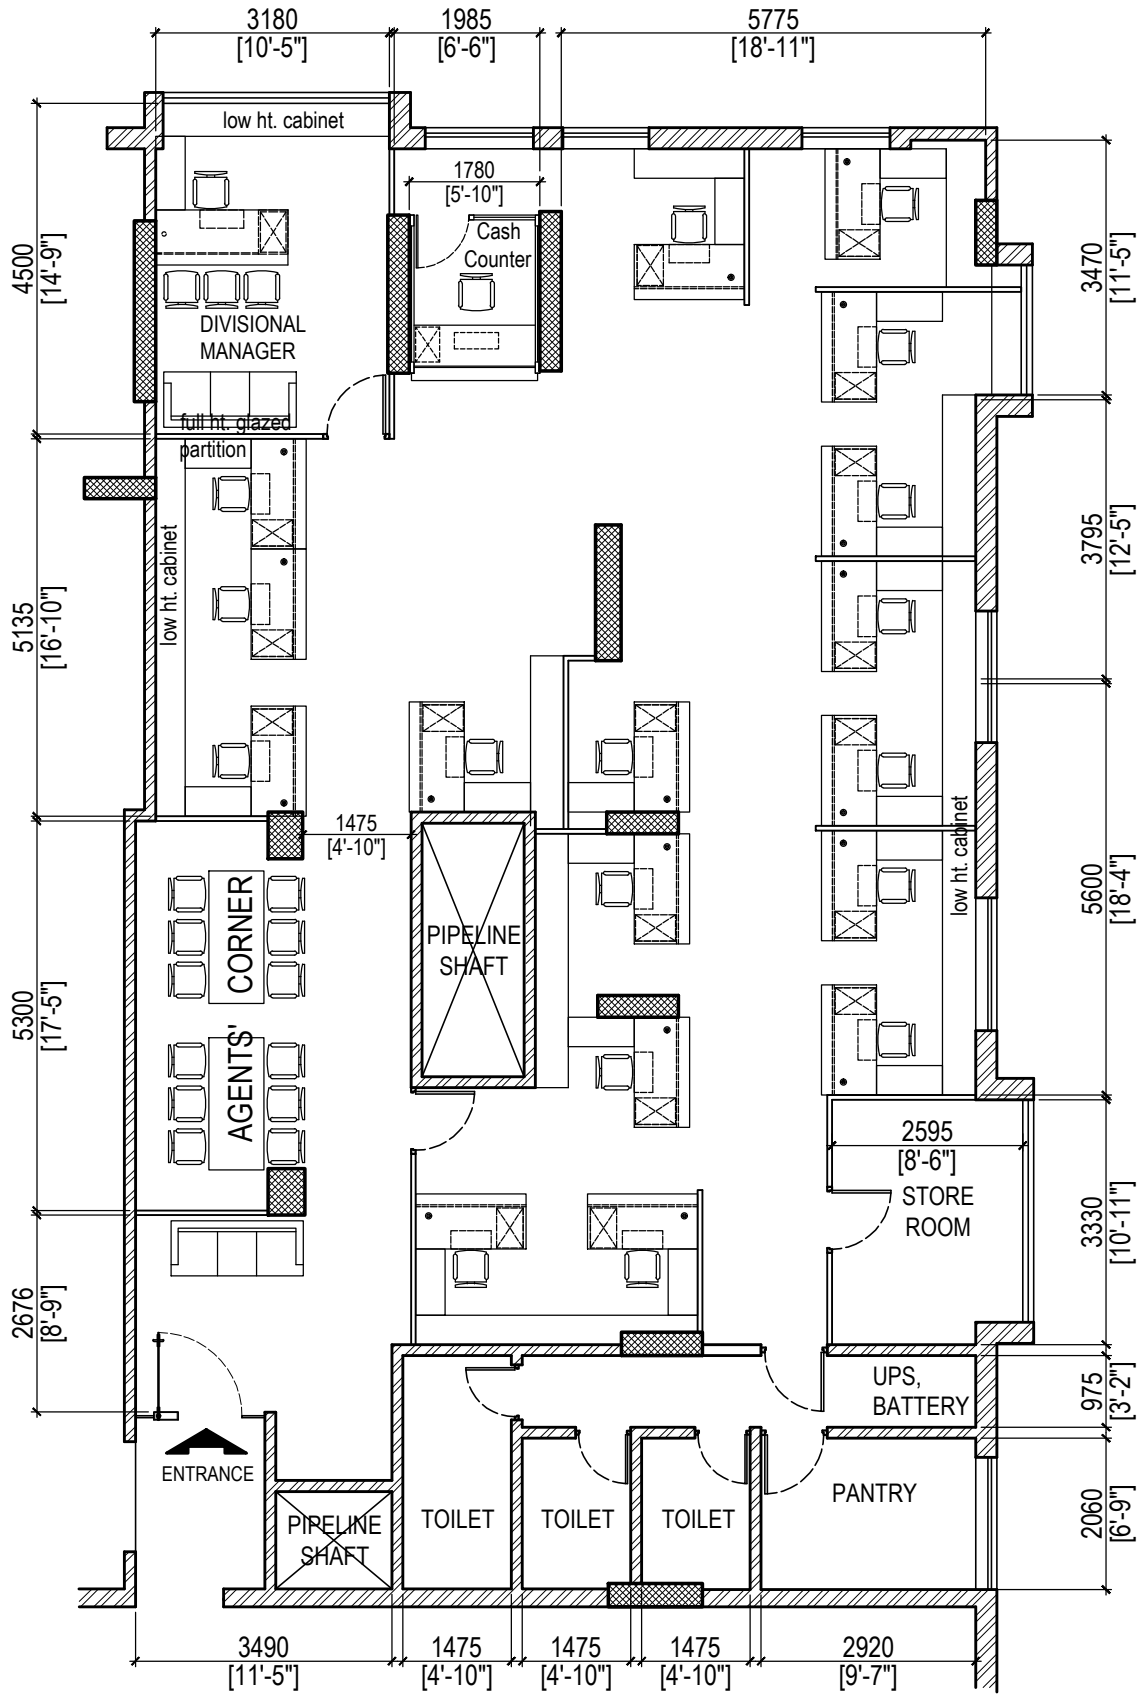 3180
[10'-5"]
1985
[6'-6"]
5775
[18'-11"]
low ht. cabinet
1780
[5'-10"]
Cash
Counter
4500
[14'-9"]
3470
[11'-5"]
DIVISIONAL
MANAGER
full ht. glazed
partition
low ht. cabinet
5135
[16'-10"]
3795
[12'-5"]
1475
[4'-10"]
low ht. cabinet
5600
[18'-4"]
PIPELINE
SHAFT
AGENTS' CORNER
5300
[17'-5"]
2595
[8'-6"]
STORE
ROOM
3330
[10'-11"]
2676
[8'-9"]
UPS,
BATTERY
975
[3'-2"]
ENTRANCE
PIPELINE
SHAFT
TOILET
TOILET
TOILET
PANTRY
2060
[6'-9"]
3490
[11'-5"]
1475
[4'-10"]
1475
[4'-10"]
1475
[4'-10"]
2920
[9'-7"]